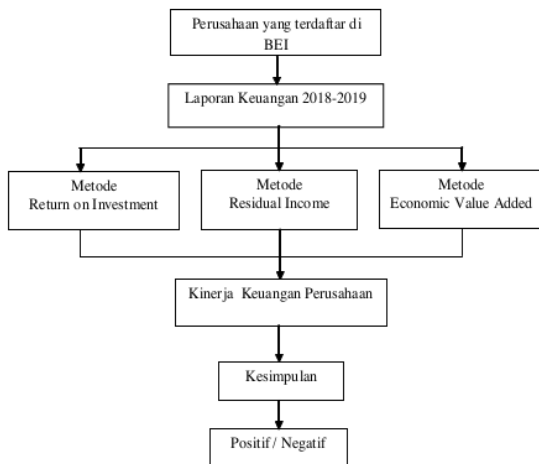 Perusahaan yang terdaftar di
BEI
Laporan Keuangan 2018-2019
Metode
Return on Investment
Metode
Residual Income
Metode
Economic Value Added
Kinerja Keuangan Perusahaan
Kesimpulan
Positif / Negatif